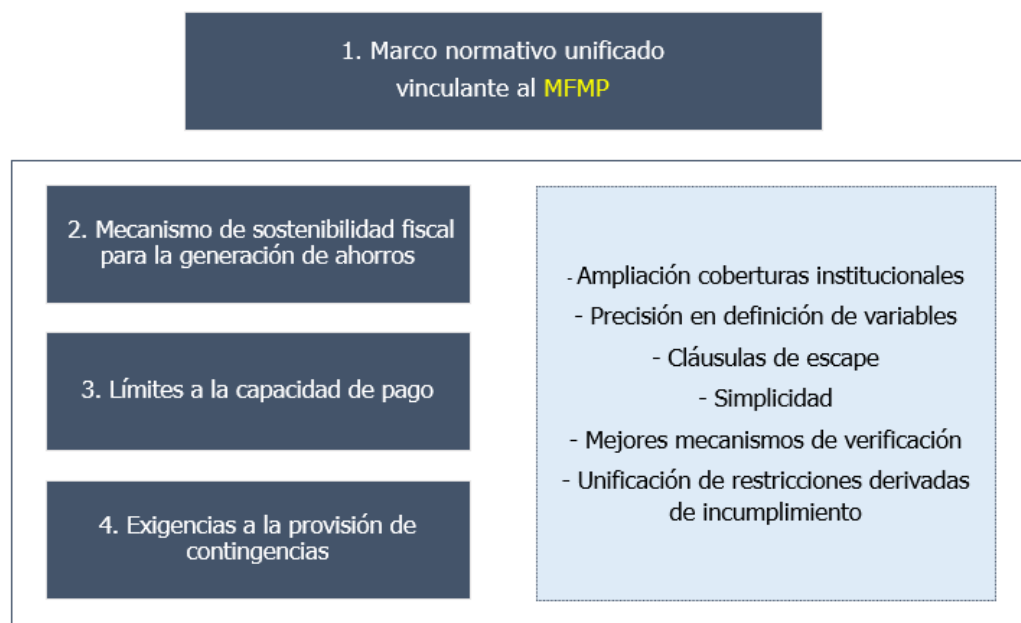 1. Marco normativo unificado
vinculante al MFMP
2. Mecanismo de sostenibilidad fiscal
para la generación de ahorros
3. Límites a la capacidad de pago
4. Exigencias a la provisión de
contingencias
- Ampliación coberturas institucionales
- Precisión en definición de variables
- Cláusulas de escape
- Simplicidad
- Mejores mecanismos de verificación
- Unificación de restricciones derivadas
de incumplimiento